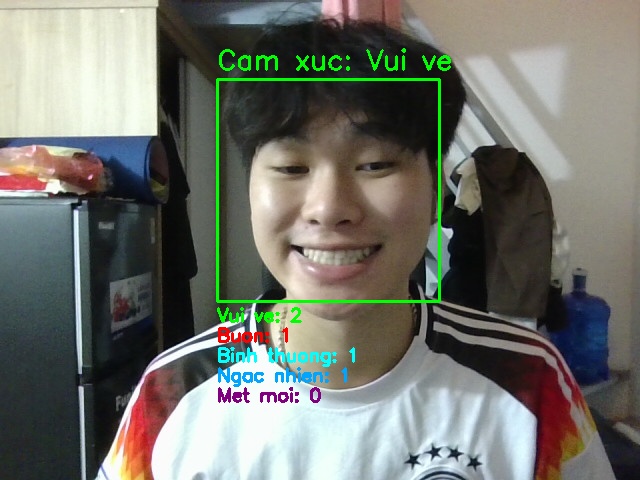 Cam xuc: Vui ve
Vui ve: 2
Buon: 1
Binh thuong: 1
Ngac nhien: 1
Met moi: 0